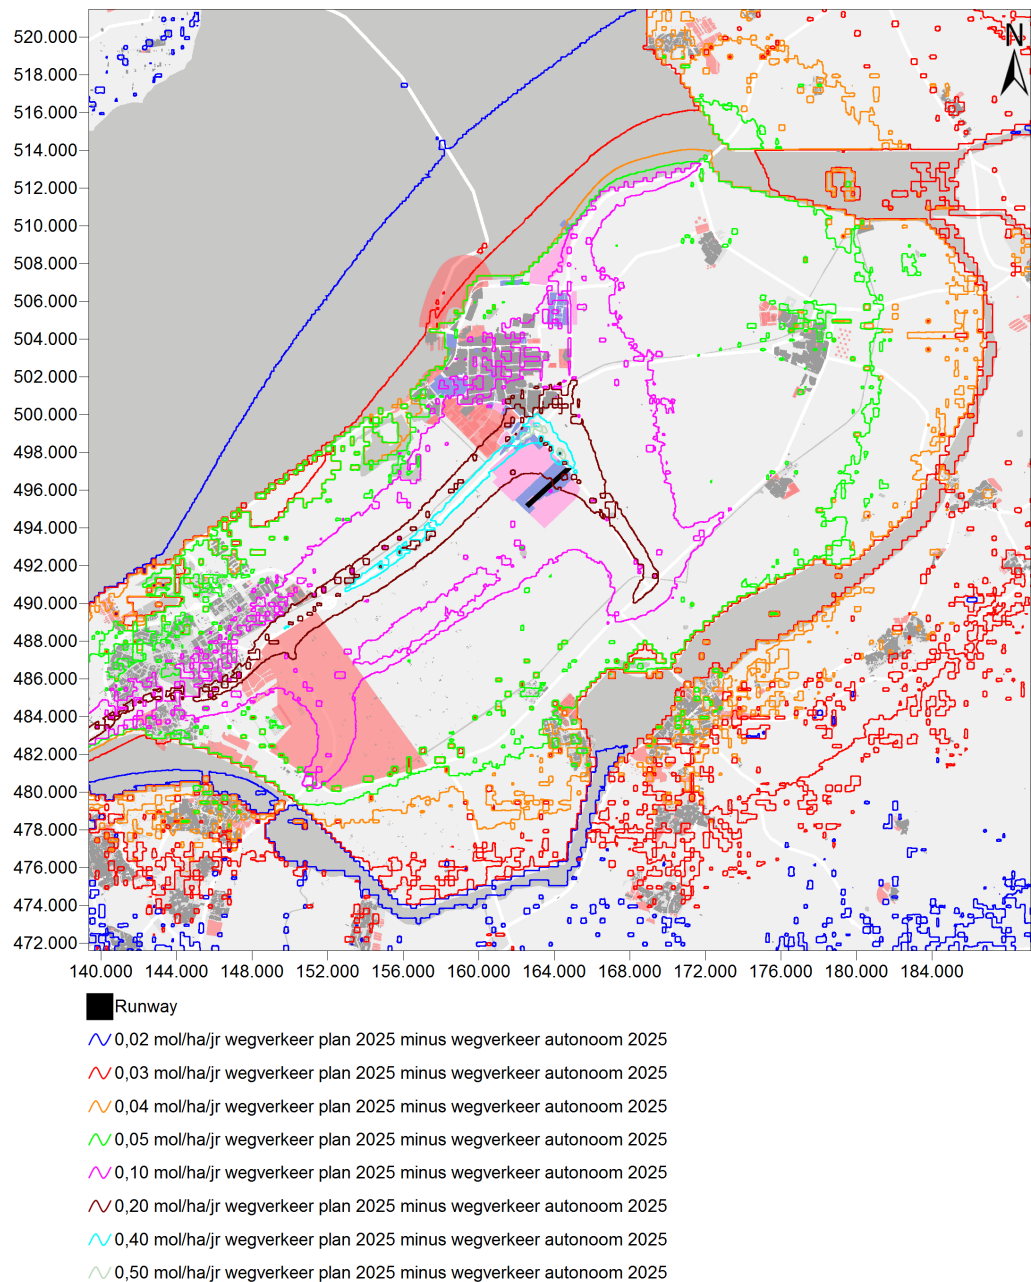 520.000
N
518.000
516.000
514.000
512.000
510.000
508.000
506.000
504.000
502.000
500.000
498.000
496.000
494.000
492.000
490.000
488.000
486.000
484.000
482.000
480.000
478.000
476.000
474.000
472.000
140.000 144.000 148.000 152.000 156.000 160.000 164.000 168.000 172.000 176.000 180.000 184.000
Runway
0,02 mol/ha/jr wegverkeer plan 2025 minus wegverkeer autonoom 2025
0,03 mol/ha/jr wegverkeer plan 2025 minus wegverkeer autonoom 2025
0,04 mol/ha/jr wegverkeer plan 2025 minus wegverkeer autonoom 2025
0,05 mol/ha/jr wegverkeer plan 2025 minus wegverkeer autonoom 2025
0,10 mol/ha/jr wegverkeer plan 2025 minus wegverkeer autonoom 2025
0,20 mol/ha/jr wegverkeer plan 2025 minus wegverkeer autonoom 2025
0,40 mol/ha/jr wegverkeer plan 2025 minus wegverkeer autonoom 2025
0,50 mol/ha/jr wegverkeer plan 2025 minus wegverkeer autonoom 2025